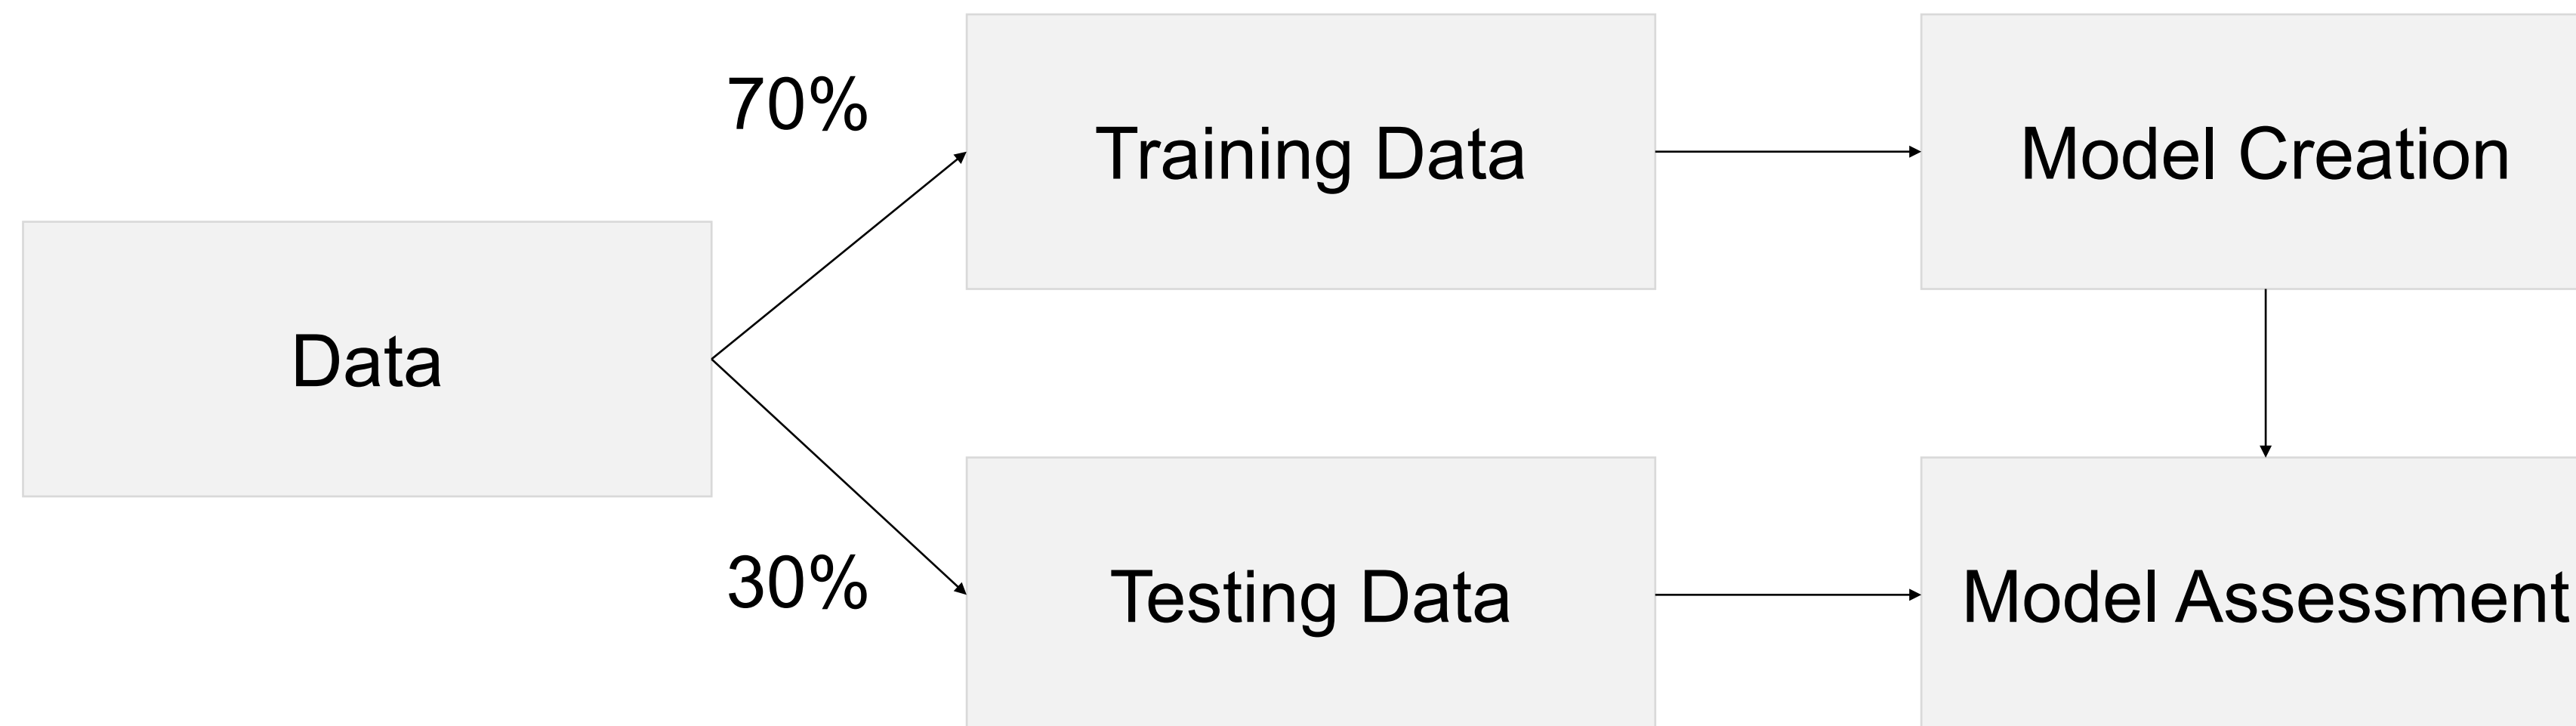 70%
Training Data
Model Creation
Data
30%
Testing Data
Model Assessment